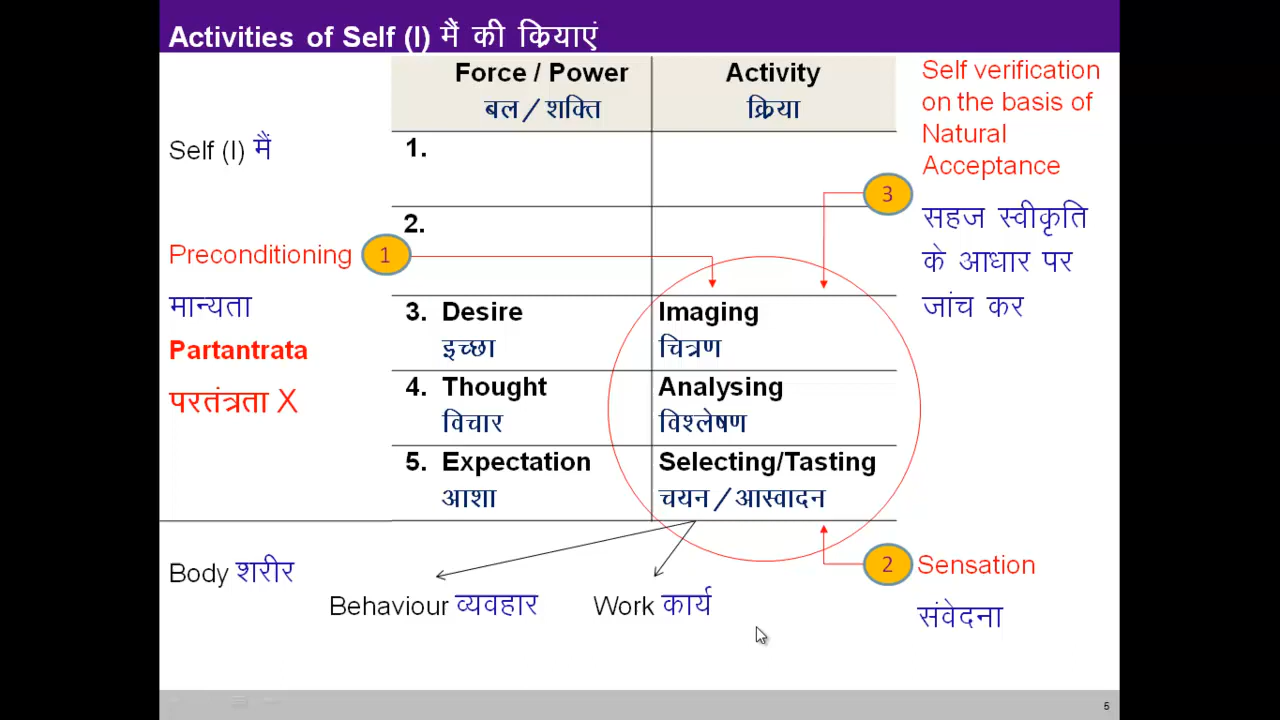 Activities of Self (I) मैं की क्रियाएं
Force / Power
बल / शक्ति
Activity
क्रिया
Self (I) मैं
1.
2.
Preconditioning
1
मान्यता
Partantrata
परतंत्रता X
3. Desire
इच्छा
Imaging
चित्रण
4. Thought
विचार
Analysing
विश्लेषण
5. Expectation
आशा
Selecting/Tasting
चयन / आस्वादन
Self verification
on the basis of
Natural
Acceptance
3
सहज स्वीकृति
के आधार पर
जांच कर
Body शरीर
Behaviour व्यवहार
Work कार्य
2
Sensation
संवेदना
5